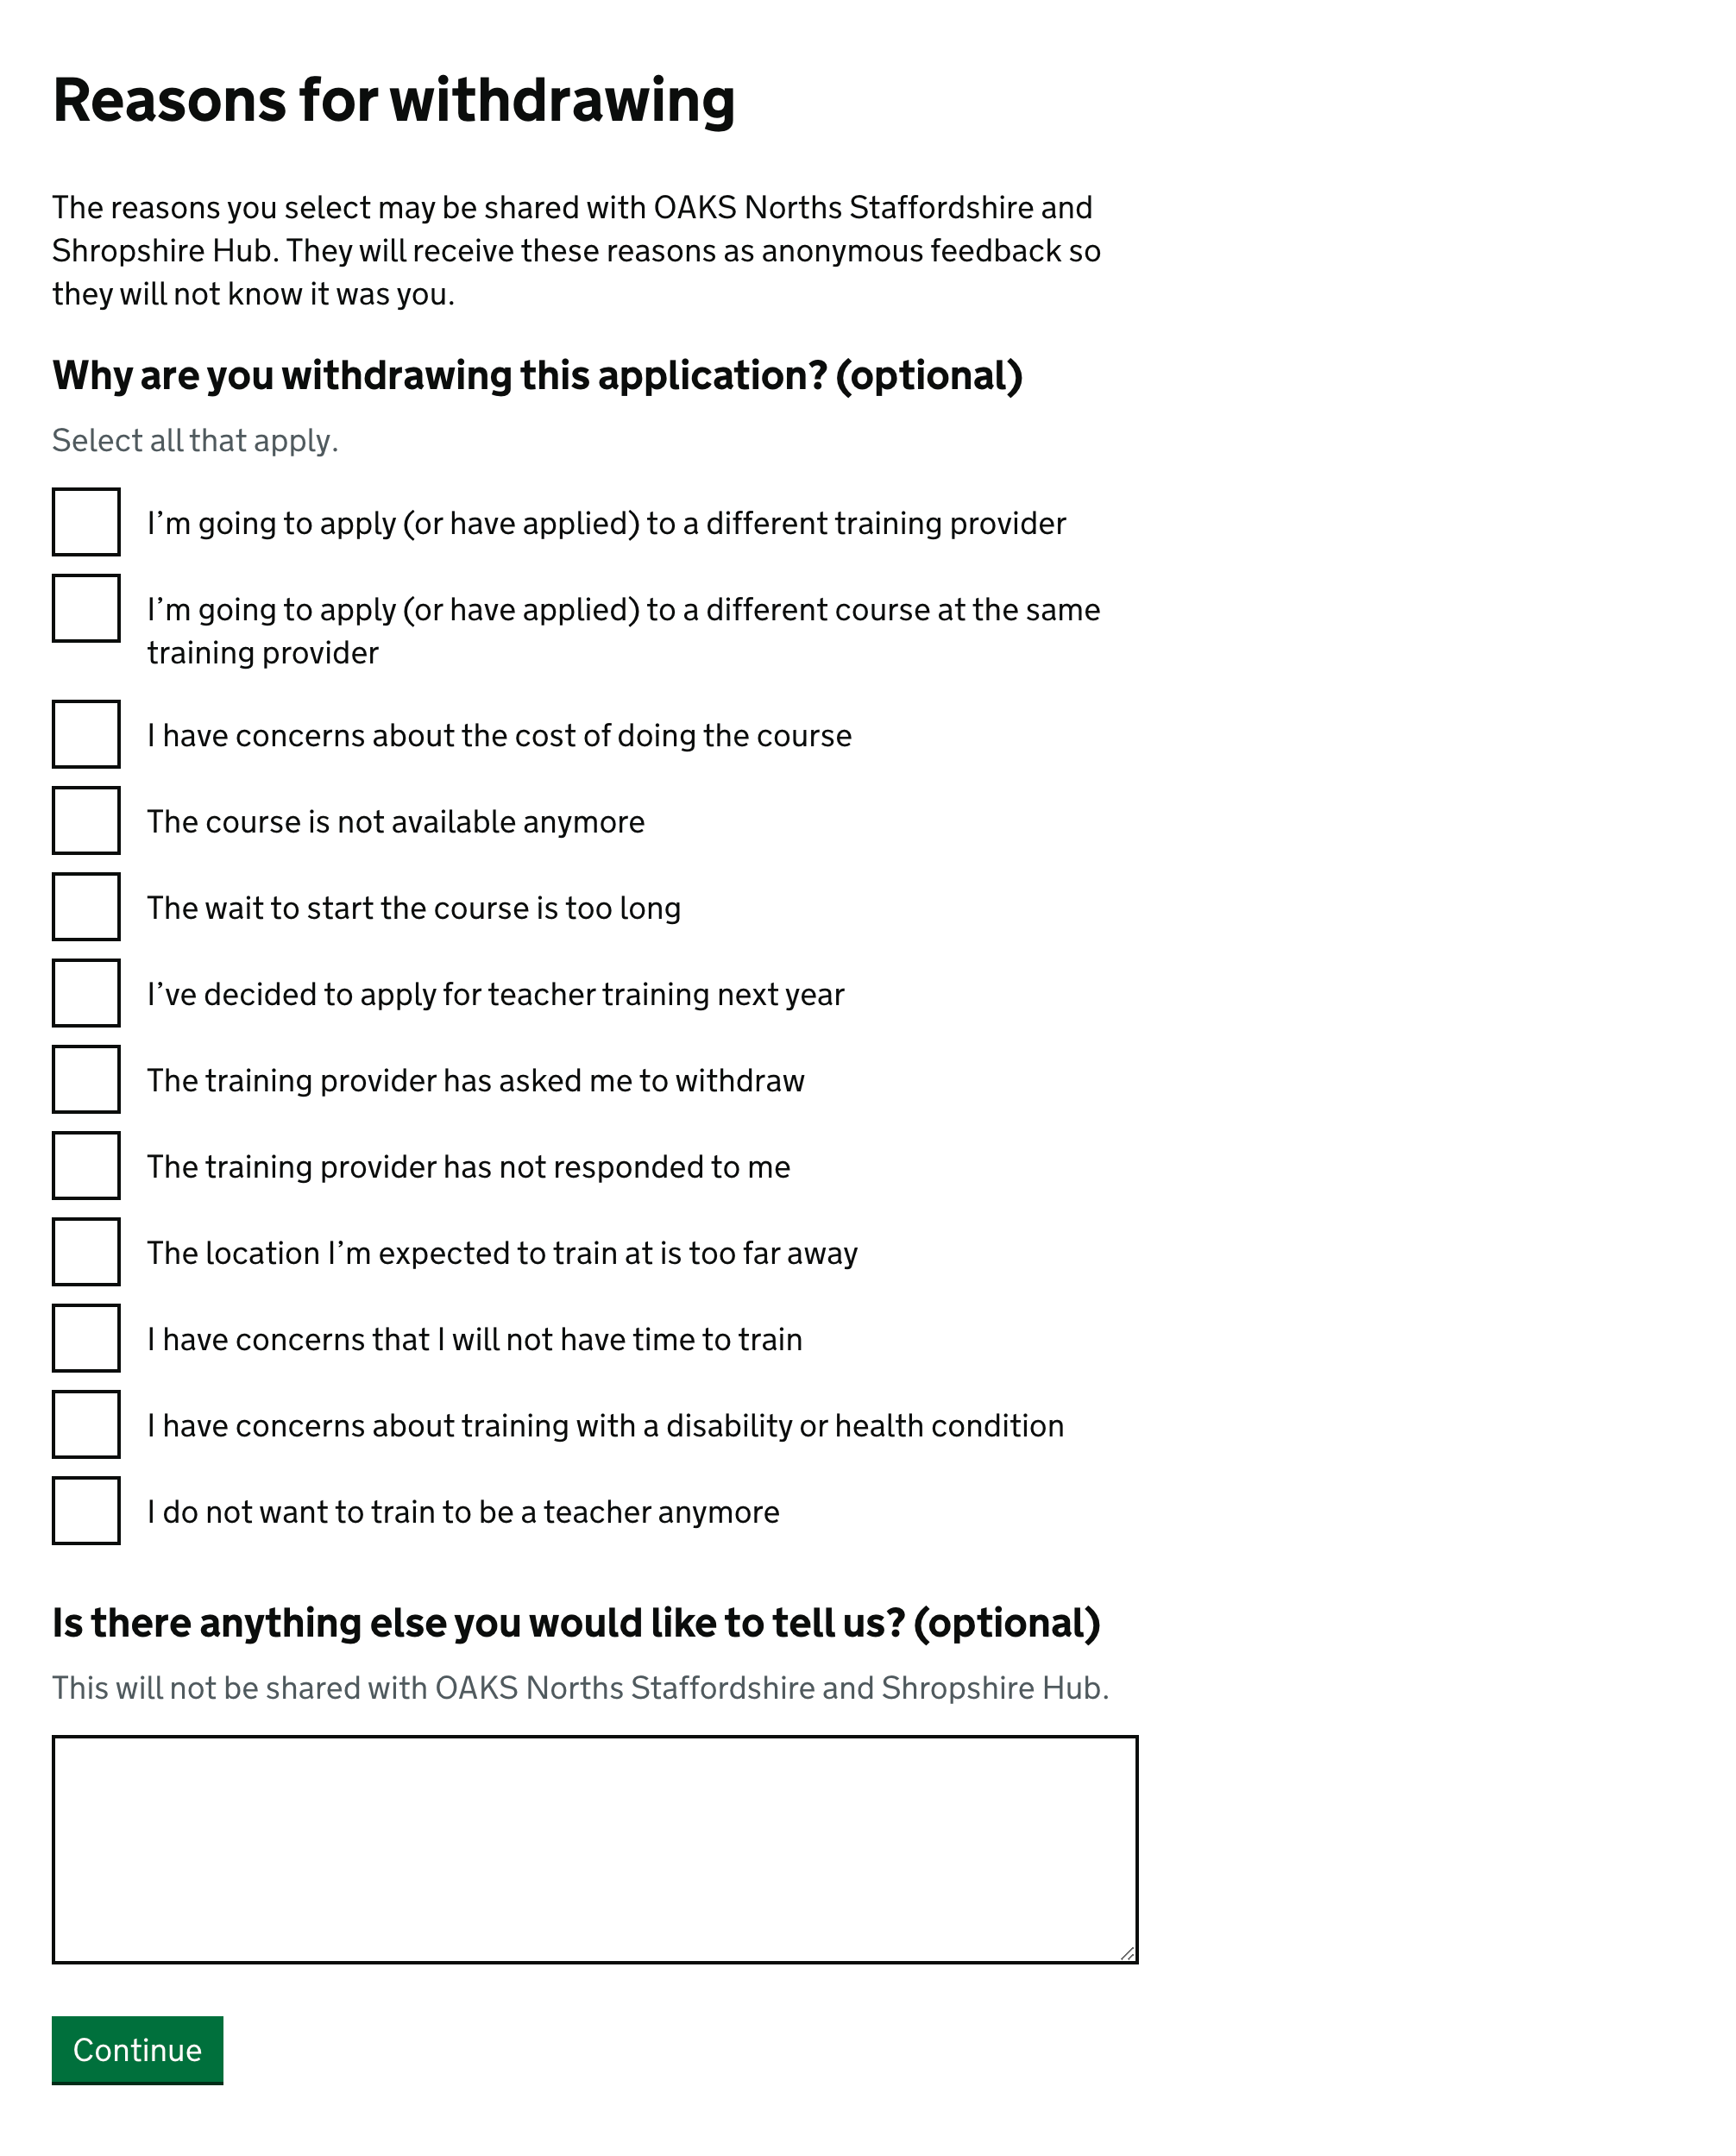 Reasons for withdrawing
The reasons you select may be shared with OAKS Norths Staffordshire and
Shropshire Hub. They will receive these reasons as anonymous feedback so
they will not know it was you.
Why are you withdrawing this application? (optional)
Select all that apply.
I’m going to apply (or have applied) to a different training provider
I’m going to apply (or have applied) to a different course at the same
training provider
I have concerns about the cost of doing the course
The course is not available anymore
The wait to start the course is too long
I’ve decided to apply for teacher training next year
The training provider has asked me to withdraw
The training provider has not responded to me
The location I’m expected to train at is too far away
I have concerns that I will not have time to train
I have concerns about training with a disability or health condition
I do not want to train to be a teacher anymore
Is there anything else you would like to tell us? (optional)
This will not be shared with OAKS Norths Staffordshire and Shropshire Hub.
Continue